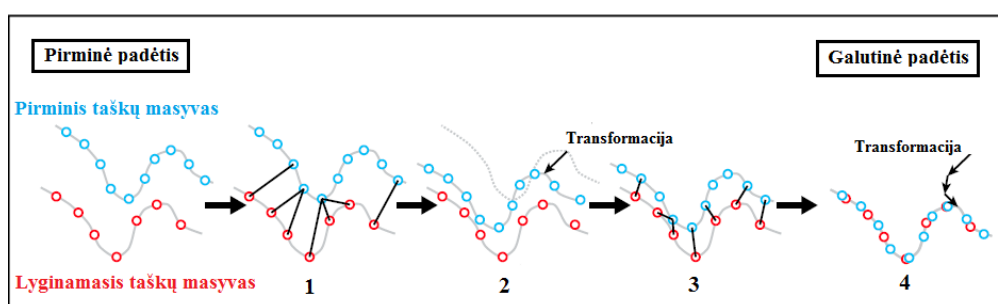 Pirminė padėtis
Galutinė padėtis
Pirminis taškų masyvas
Transformacija
Transformacija
Lyginamasis taškų masyvas
1
2
3
4